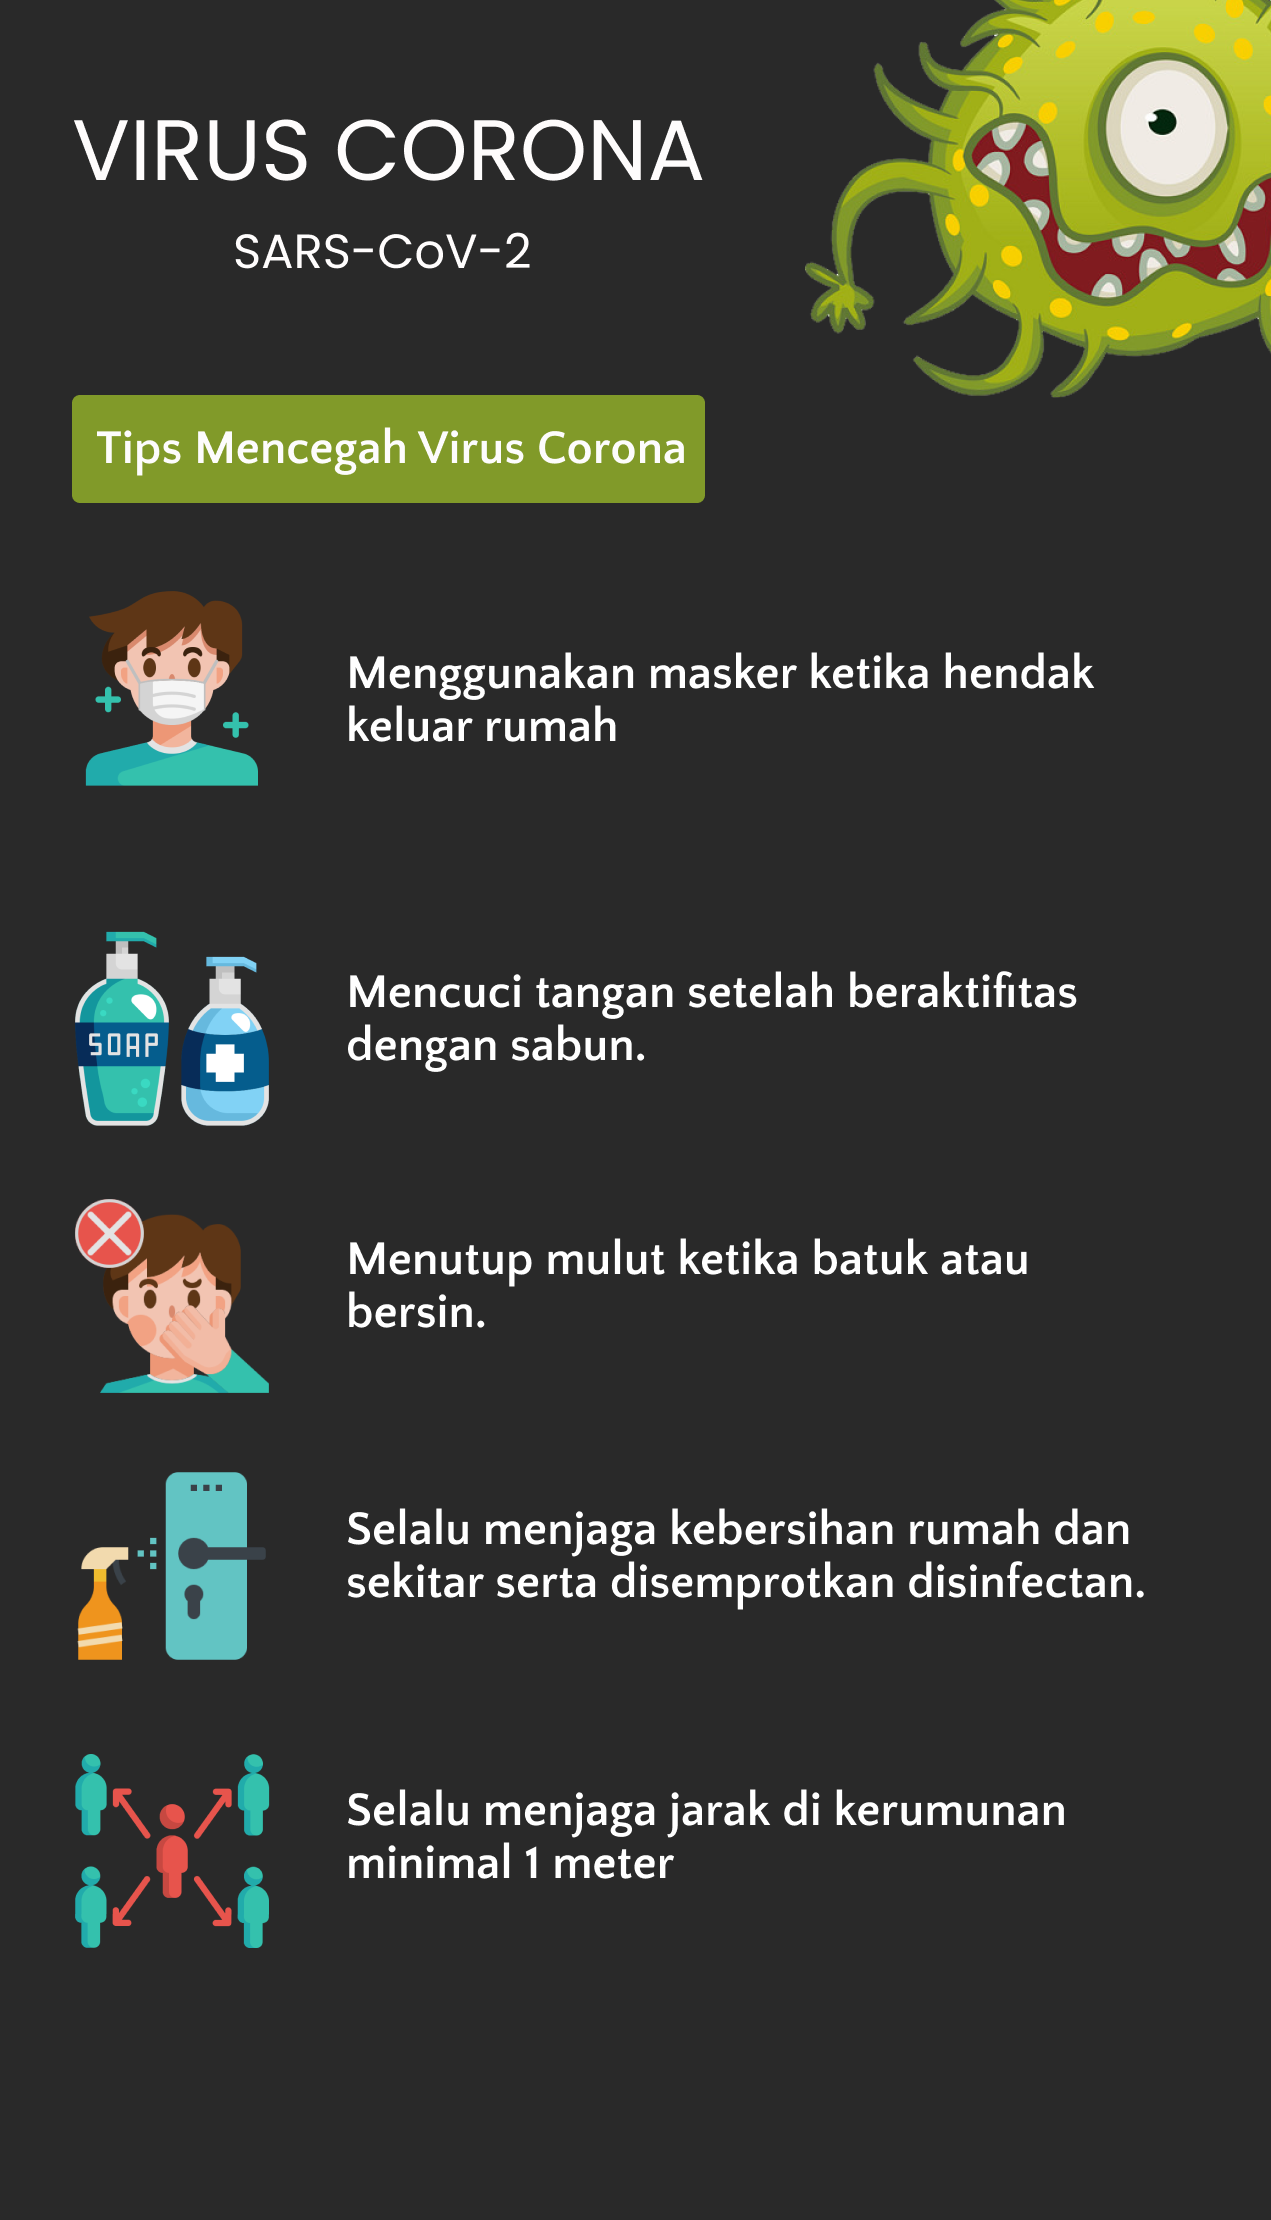 VIRUS CORONA
SARS-CoV-2
Tips Mencegah Virus Corona
Menggunakan masker ketika hendak
keluar rumah
SOAP
Mencuci tangan setelah beraktifitas
dengan sabun.
Menutup mulut ketika batuk atau
bersin.
Selalu menjaga kebersihan rumah dan
sekitar serta disemprotkan disinfectan.
Selalu menjaga jarak di kerumunan
minimal 1 meter